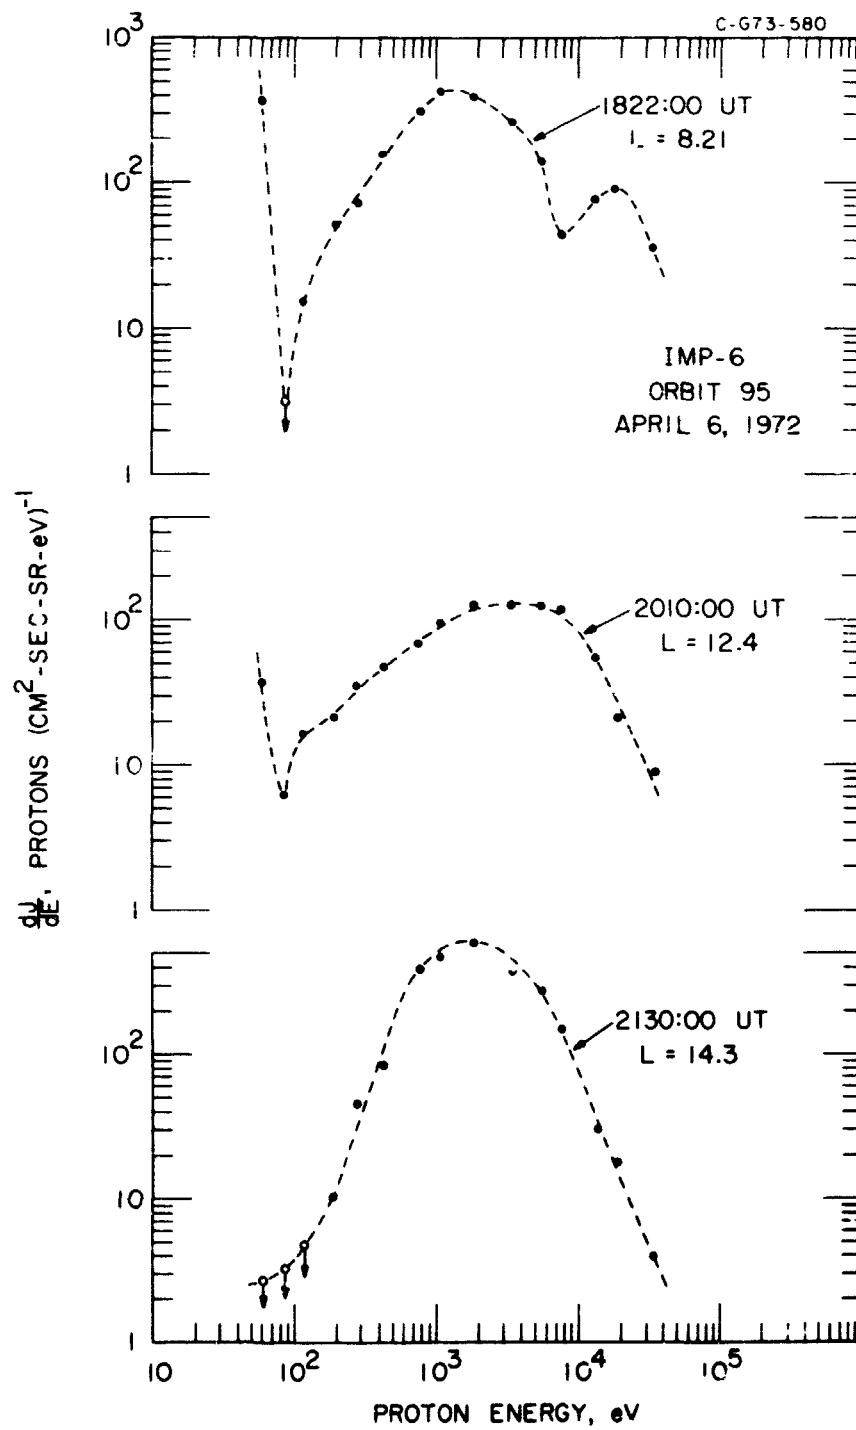 C-G73-580
10³
1822:00 UT
L = 8.21
10²
10
IMP-6
ORBIT 95
APRIL 6, 1972
1
dJ/dE, PROTONS (CM²-SEC-SR-eV)⁻¹
10²
2010:00 UT
L = 12.4
10
1
2130:00 UT
L = 14.3
10²
10
1
10 10² 10³ 10⁴ 10⁵
PROTON ENERGY, eV